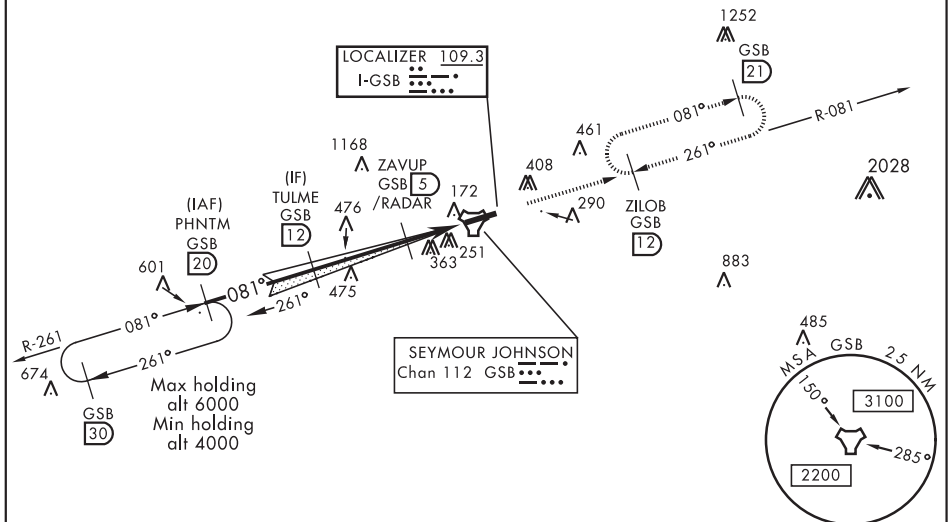 1252
GSB
21
LOCALIZER 109.3
I-GSB
081°
R-081
261°
461
1168
ZAVUP
GSB 5
/RADAR
408
172
2028
(IF)
TULME
GSB
12
476
290
ZILOB
GSB
12
(IAF)
PHNTM
GSB
20
363
251
883
601
081°
475
261°
081°
R-261
261°
485
674
SEYMOUR JOHNSON
Chan 112 GSB
MSA GSB 25 NM
Max holding
alt 6000
Min holding
alt 4000
GSB
30
150°
3100
285°
2200